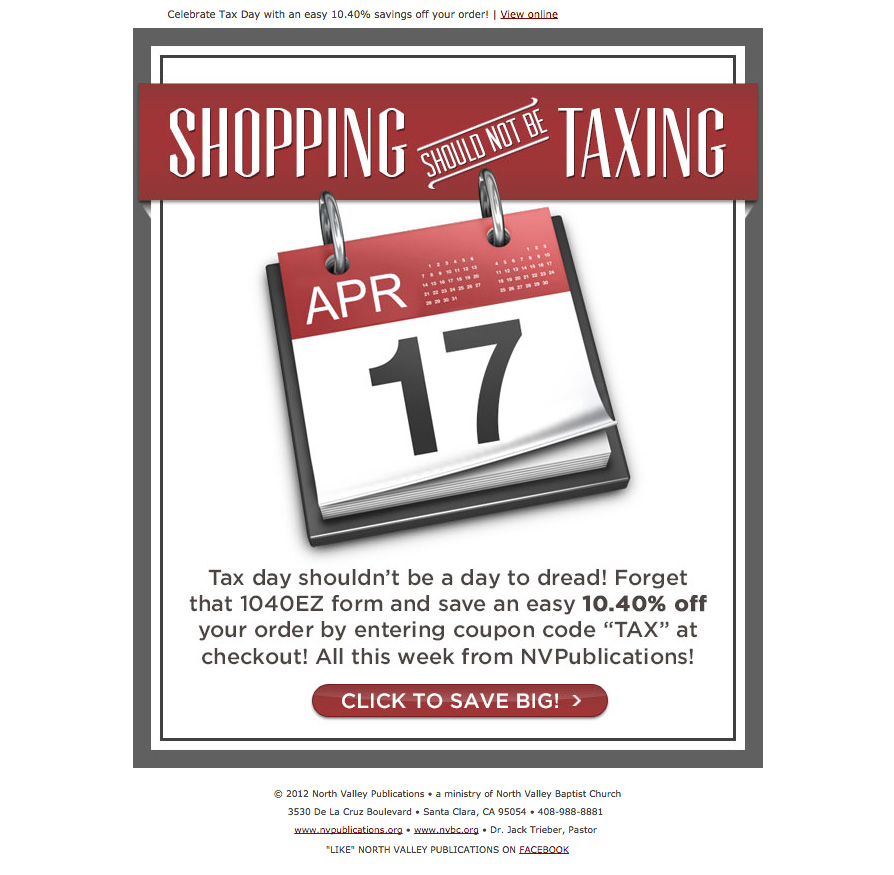 Celebrate Tax Day with an easy 10.40% savings off your order! | View online
SHOPPING SHOULD NOT BE TAXING
APR
17
Tax day shouldn't be a day to dread! Forget
that 1040EZ form and save an easy 10.40% off
your order by entering coupon code “TAX” at
checkout! All this week from NVPublications!
CLICK TO SAVE BIG! >
© 2012 North Valley Publications • a ministry of North Valley Baptist Church
3530 De La Cruz Boulevard • Santa Clara, CA 95054 • 408-988-8881
www.nvpublications.org • www.nvbc.org • Dr. Jack Trieber, Pastor
"LIKE" NORTH VALLEY PUBLICATIONS ON FACEBOOK